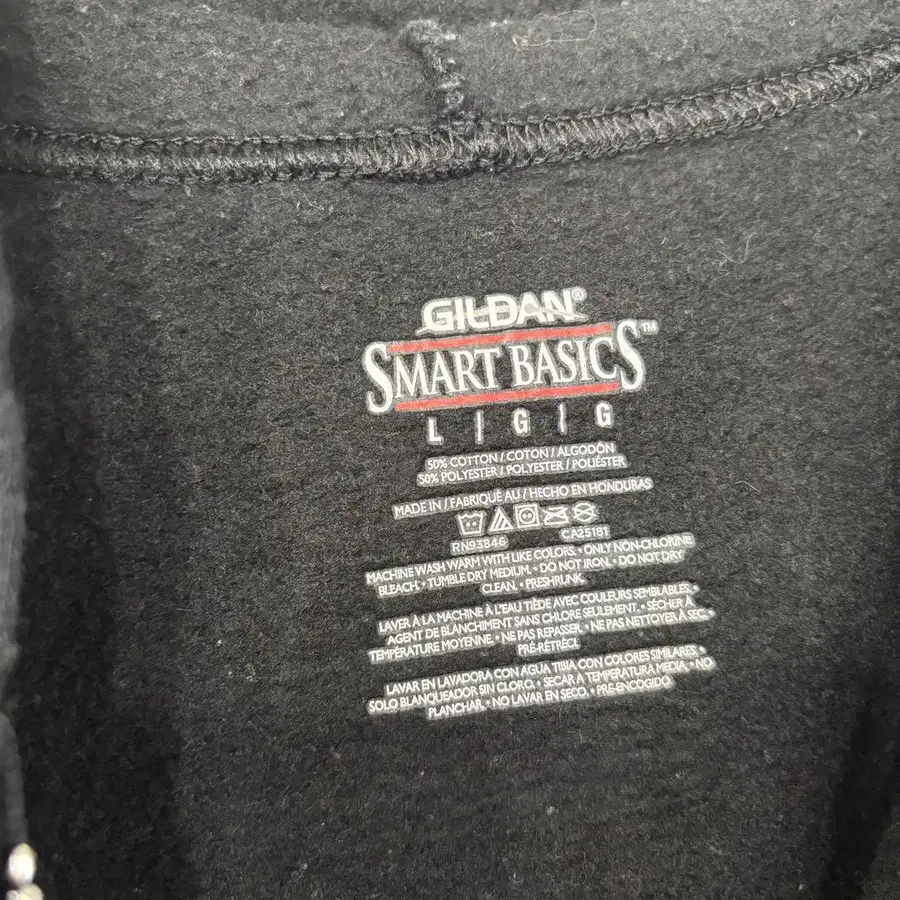 GILDAN®
SMART BASICS™
L | G | G
50% COTTON / COTON / ALGODÓN
50% POLYESTER / POLYESTER / POLIÉSTER
MADE IN / FABRIQUÉ AU / HECHO EN HONDURAS
RN93846 CA25181
MACHINE WASH WARM WITH LIKE COLORS. • ONLY NON-CHLORINE
BLEACH. • TUMBLE DRY MEDIUM. • DO NOT IRON. • DO NOT DRY
CLEAN. • PRESHRUNK
LAVER À LA MACHINE À L'EAU TIÈDE AVEC COULEURS SEMBLABLES. •
AGENT DE BLANCHIMENT SANS CHLORE SEULEMENT. • SÉCHER À
TEMPÉRATURE MOYENNE. • NE PAS REPASSER. • NE PAS NETTOYER À SEC. •
PRÉ-RÉTRÉCI
LAVAR EN LAVADORA CON AGUA TIBIA CON COLORES SIMILARES. •
SOLO BLANQUEADOR SIN CLORO. • SECAR A TEMPERATURA MEDIA. • NO
PLANCHAR. • NO LAVAR EN SECO. • PRE-ENCOGIDO